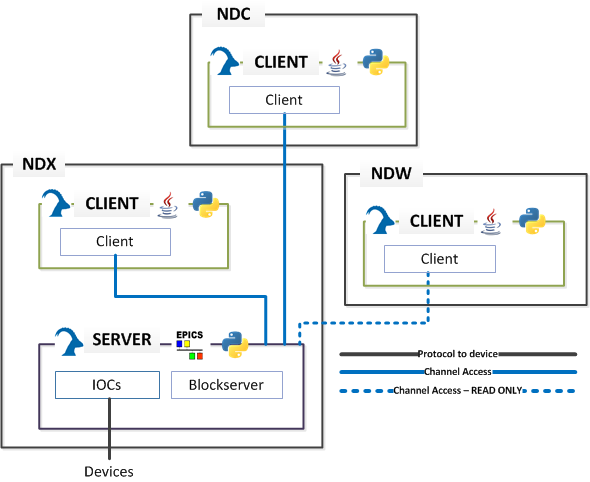 NDC
CLIENT
Client
NDX
CLIENT
Client
NDW
CLIENT
Client
SERVER
EPICS
IOCs
Blockserver
Protocol to device
Channel Access
Channel Access – READ ONLY
Devices